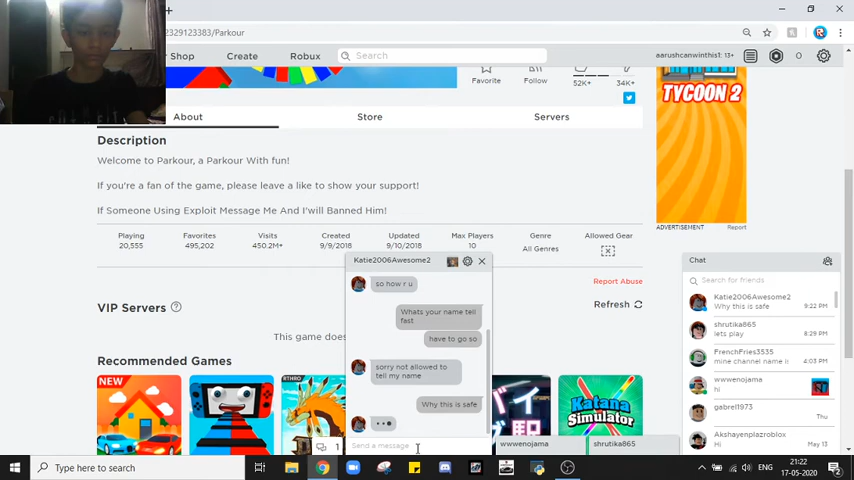 2329123383/Parkour
Shop
Create
Robux
Search
aarushcanwinthis1: 13+
0
Favorite
Follow
52K+
34K+
TYCOON 2
About
Store
Servers
Description
Welcome to Parkour, a Parkour With fun!
If you're a fan of the game, please leave a like to show your support!
If Someone Using Exploit Message Me And I'will Banned Him!
ADVERTISEMENT
Report
Playing
Favorites
Visits
Created
Updated
Max Players
Genre
Allowed Gear
20,555
495,202
450.2M+
9/9/2018
9/10/2018
10
All Genres
Report Abuse
VIP Servers
Refresh
This game does
Recommended Games
NEW
RTHRO
Katana
Simulator
Katie2006Awesome2
so how r u
Whats your name tell
fast
have to go so
sorry not allowed to
tell my name
Why this is safe
1
Send a message
wwwenojama
shrutika865
Chat
Search for friends
Katie2006Awesome2
Why this is safe
9:22 PM
shrutika865
lets play
8:29 PM
FrenchFries3535
mine channel name i
4:03 PM
wwwenojama
hi
gabrel1973
Thu
Akshayenplazroblox
May 13
Type here to search
ENG
21:22
17-05-2020
2